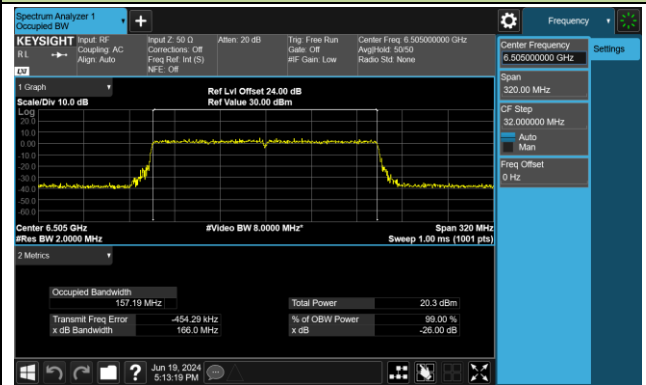 Spectrum Analyzer 1
Occupied BW
Frequency
KEYSIGHT
RL
Input: RF
Coupling: AC
Align: Auto
Input Z: 50 Ω
Corrections: Off
Freq Ref: Int (S)
NFE: Off
Atten: 20 dB
Trig: Free Run
Gate: Off
#IF Gain: Low
Center Freq: 6.505000000 GHz
Avg|Hold: 50/50
Radio Std: None
Center Frequency
6.505000000 GHz
Settings
Span
320.00 MHz
CF Step
32.000000 MHz
Auto
Man
Freq Offset
0 Hz
1 Graph
Scale/Div 10.0 dB
Ref Lvl Offset 24.00 dB
Ref Value 30.00 dBm
Log
20.0
10.0
0.00
-10.0
-20.0
-30.0
-40.0
-50.0
-60.0
Center 6.505 GHz
#Res BW 2.0000 MHz
#Video BW 8.0000 MHz*
Span 320 MHz
Sweep 1.00 ms (1001 pts)
2 Metrics
Occupied Bandwidth
157.19 MHz
Total Power 20.3 dBm
Transmit Freq Error -454.29 kHz
% of OBW Power 99.00 %
x dB Bandwidth 166.0 MHz
x dB -26.00 dB
?
Jun 19, 2024
5:13:19 PM